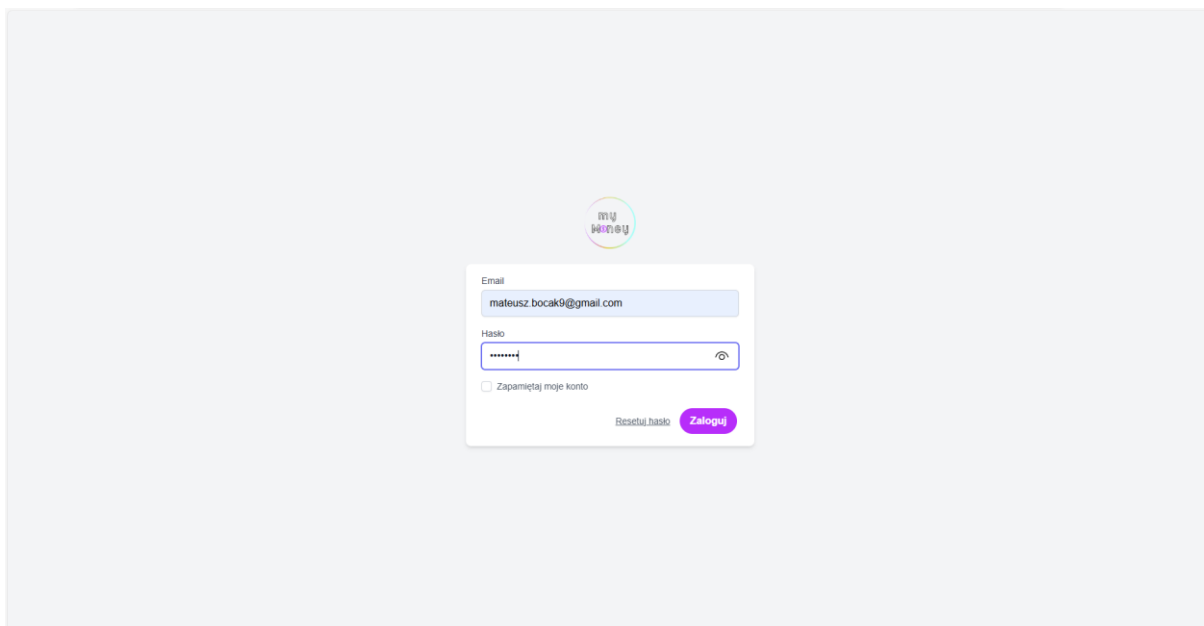 my
money
Email
mateusz.bocak9@gmail.com
Hasło
••••••••
Zapamiętaj moje konto
Resetuj hasło Zaloguj